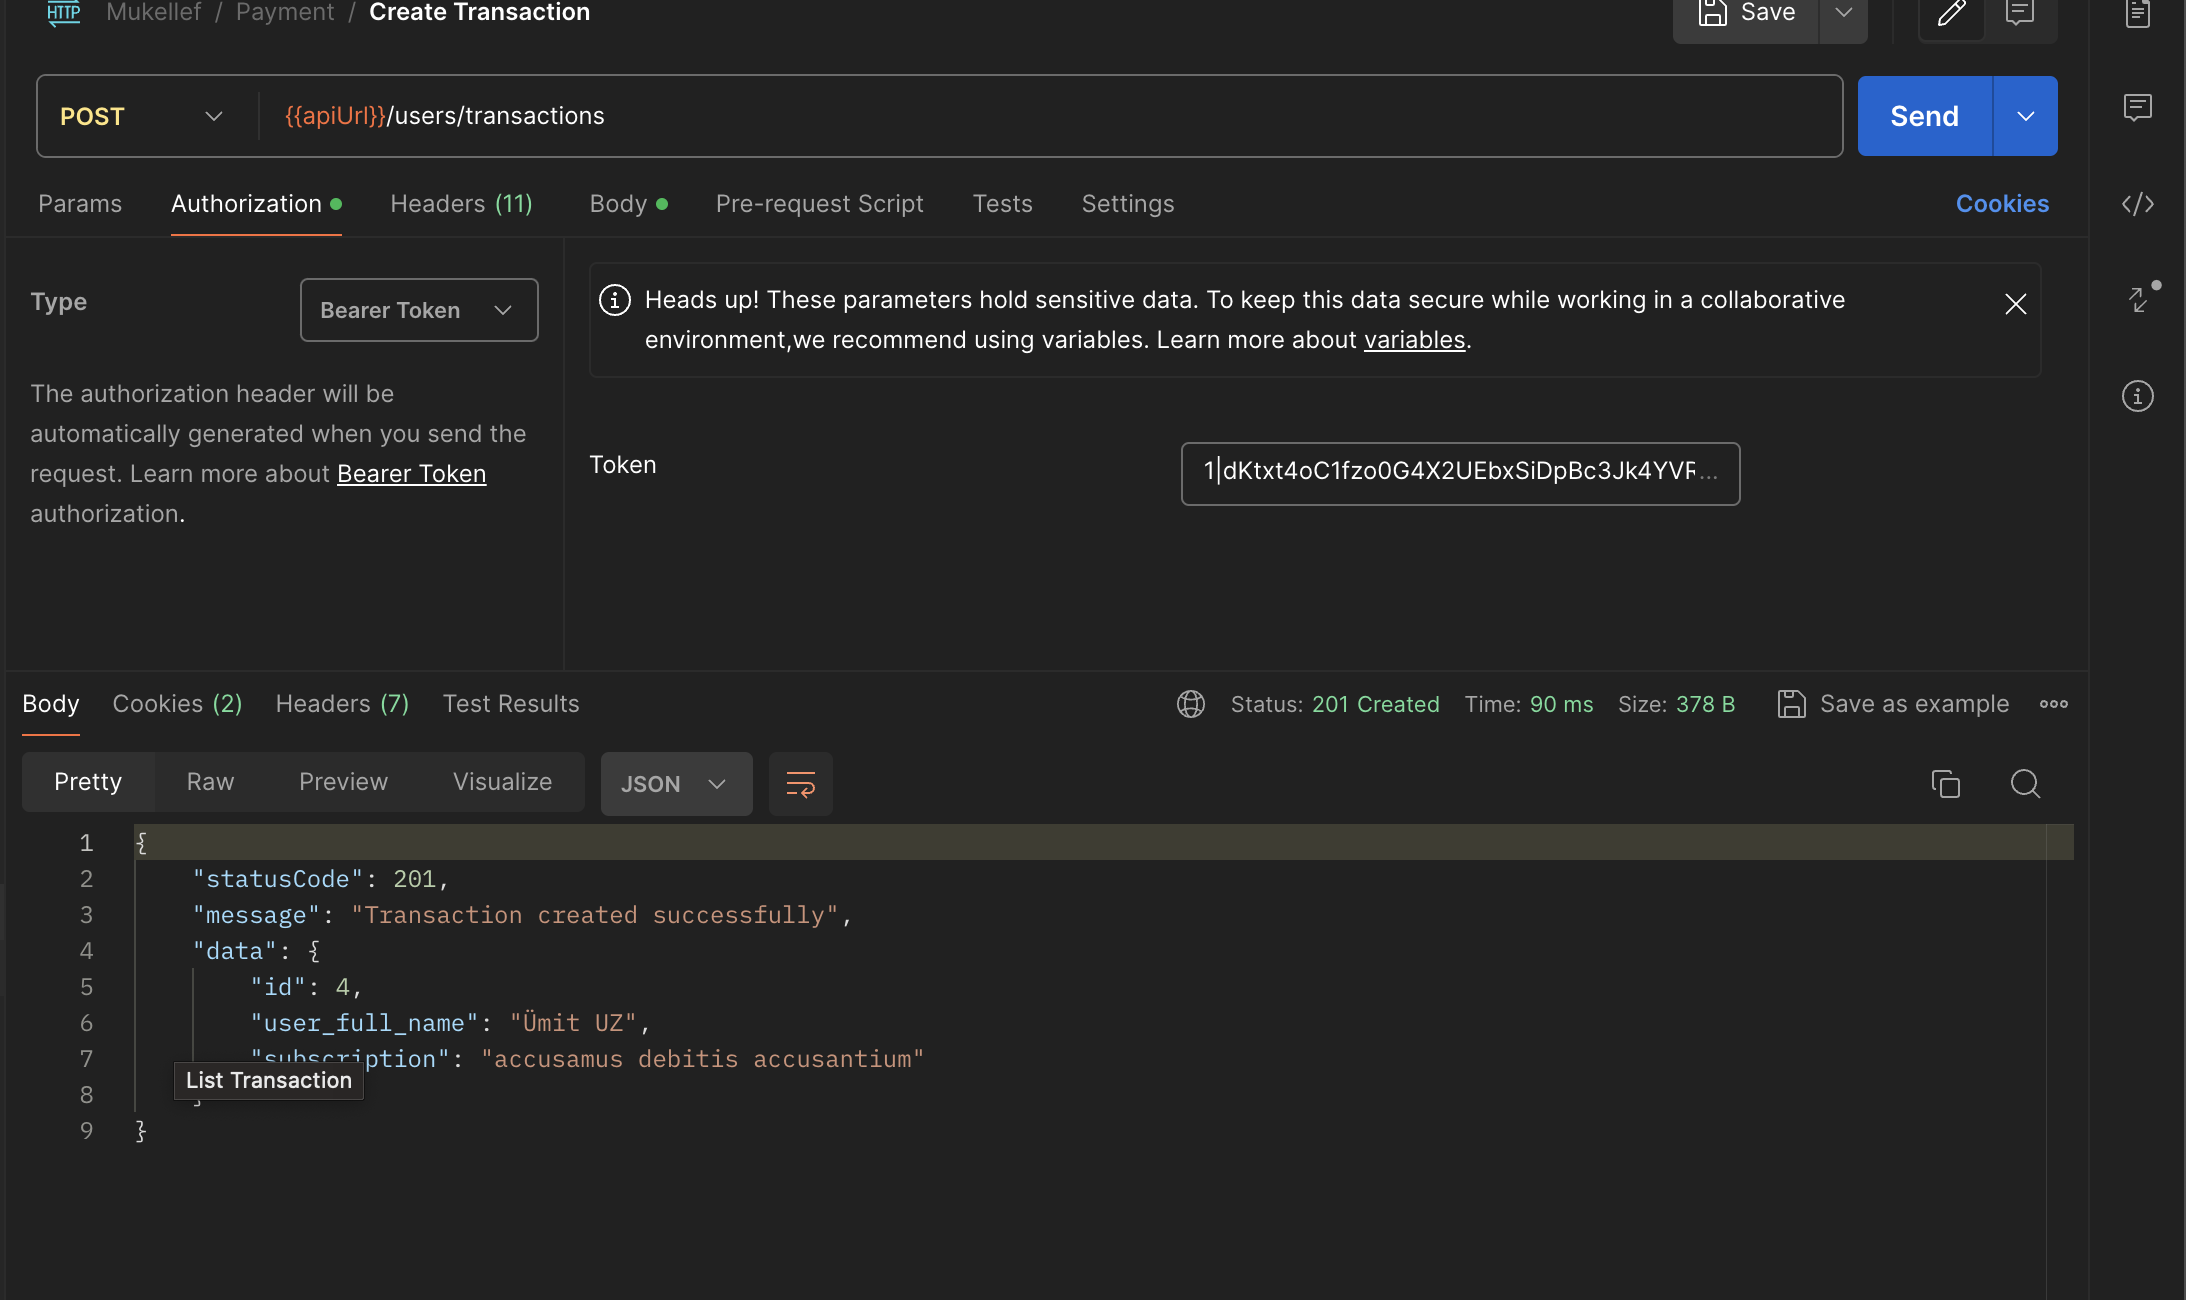 HTTP Mukellef / Payment / Create Transaction Save
POST {{apiUrl}}/users/transactions Send
Params Authorization Headers (11) Body Pre-request Script Tests Settings Cookies
Type Bearer Token
The authorization header will be
automatically generated when you send the
request. Learn more about Bearer Token
authorization.
Heads up! These parameters hold sensitive data. To keep this data secure while working in a collaborative
environment,we recommend using variables. Learn more about variables.
Token 1|dKtxt4oC1fzo0G4X2UEbxSiDpBc3Jk4YVR...
Body Cookies (2) Headers (7) Test Results Status: 201 Created Time: 90 ms Size: 378 B Save as example
Pretty Raw Preview Visualize JSON
1 {
2 "statusCode": 201,
3 "message": "Transaction created successfully",
4 "data": {
5 "id": 4,
6 "user_full_name": "Ümit UZ",
7 "subscription": "accusamus debitis accusantium"
List Transaction
8 }
9 }